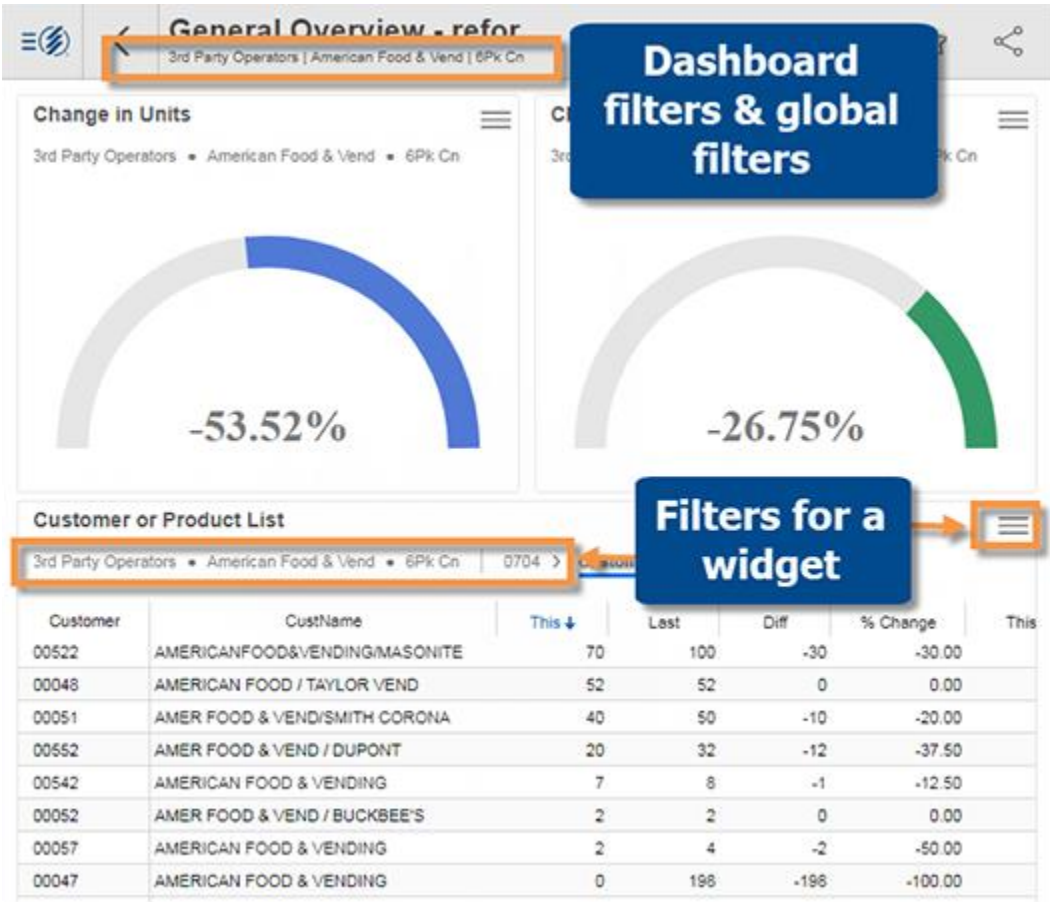 General Overview - refor
3rd Party Operators | American Food & Vend | 6Pk Cn
Dashboard
filters & global
filters
Change in Units
3rd Party Operators • American Food & Vend • 6Pk Cn
-53.52%
-26.75%
Customer or Product List
3rd Party Operators • American Food & Vend • 6Pk Cn | 0704 >
Filters for a
widget
Customer CustName This ↓ Last Diff % Change This
00522 AMERICANFOOD&VENDING/MASONITE 70 100 -30 -30.00
00048 AMERICAN FOOD / TAYLOR VEND 52 52 0 0.00
00051 AMER FOOD & VEND/SMITH CORONA 40 50 -10 -20.00
00552 AMER FOOD & VEND / DUPONT 20 32 -12 -37.50
00542 AMERICAN FOOD & VENDING 7 8 -1 -12.50
00052 AMER FOOD & VEND / BUCKBEE'S 2 2 0 0.00
00057 AMERICAN FOOD & VENDING 2 4 -2 -50.00
00047 AMERICAN FOOD & VENDING 0 198 -198 -100.00